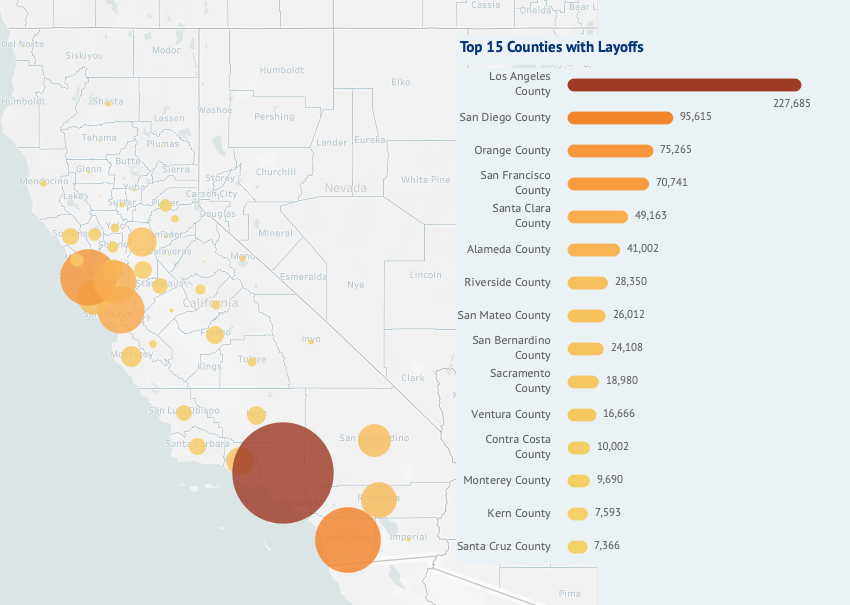 Cassia
Oneida
Bear L
Del Norte
Siskiyou
Modoc
Humboldt
Elko
Humboldt
Shasta
Lassen
Washoe
Pershing
Tehama
Plumas
Lander
Eureka
Butte
Glenn
Sierra
Churchill
White Pine
Mendocino
Yuba
Storey
Carson City
Nevada
Lake
Sutter
Placer
Douglas
Yolo
Amador
Mineral
Calaveras
Mono
Esmeralda
Nye
Lincoln
Stanislaus
California
Fresno
Inyo
Monterey
Tulare
Kings
Clark
San Luis Obispo
Kern
Santa Barbara
San Bernardino
Riverside
San Diego
Imperial
Pima
Top 15 Counties with Layoffs
Los Angeles
County
227,685
San Diego County 95,615
Orange County 75,265
San Francisco
County 70,741
Santa Clara
County 49,163
Alameda County 41,002
Riverside County 28,350
San Mateo County 26,012
San Bernardino
County 24,108
Sacramento
County 18,980
Ventura County 16,666
Contra Costa
County 10,002
Monterey County 9,690
Kern County 7,593
Santa Cruz County 7,366